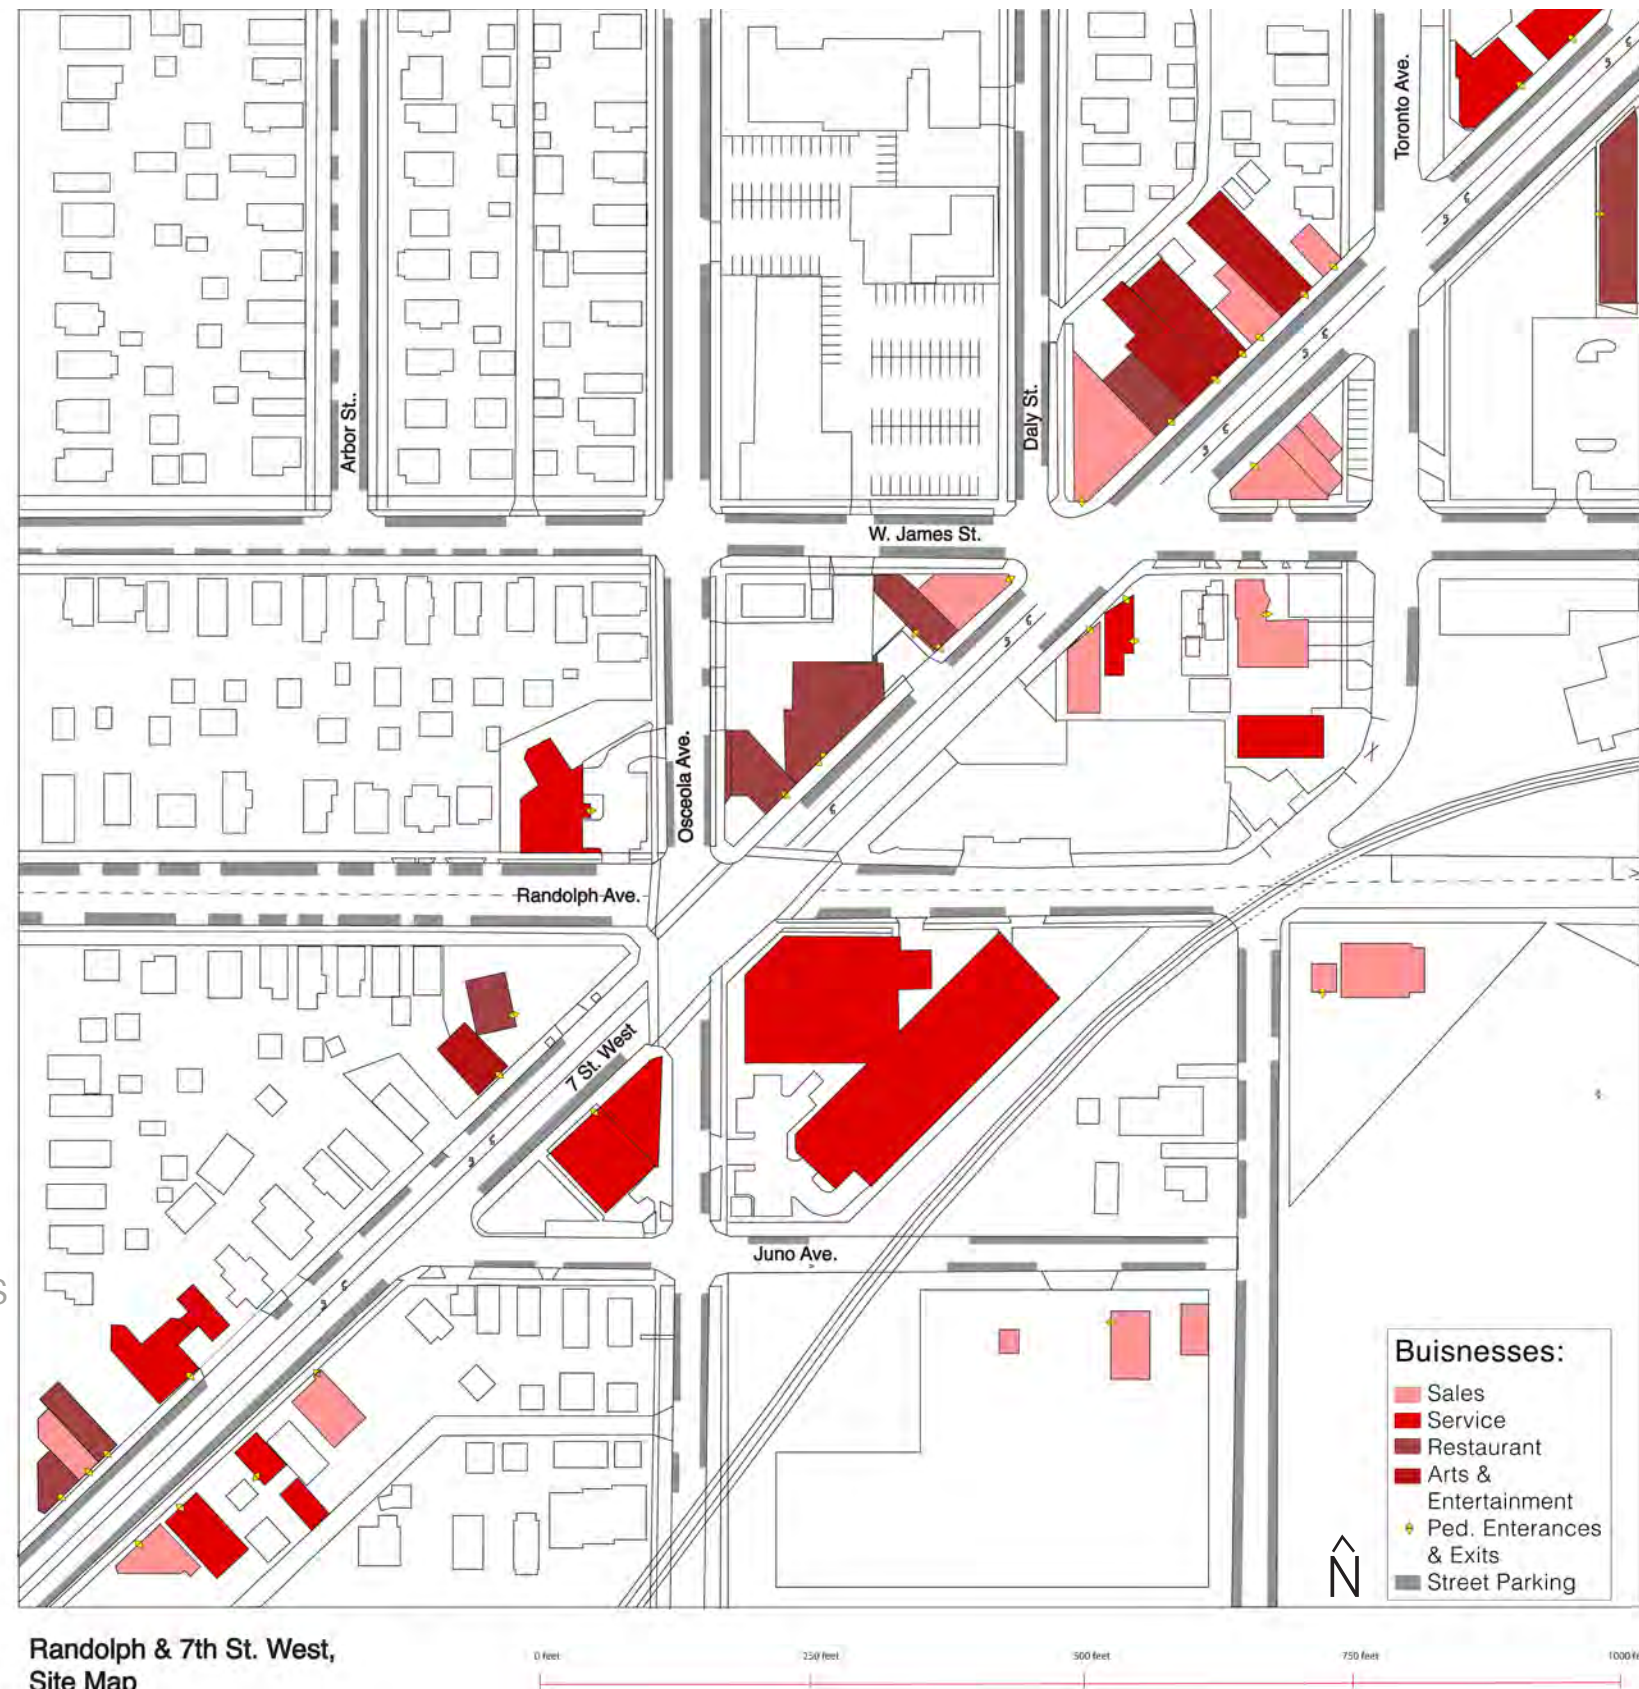 Toronto Ave.
Arbor St..
Daly St.
W. James St.
Osceola Ave.
Randolph Ave.
7 St. West
Juno Ave.
Buisnesses:
Sales
Service
Restaurant
Arts &
Entertainment
Ped. Enterances
& Exits
Street Parking
N
Randolph & 7th St. West,
Site Map
0 feet
250 feet
500 feet
750 feet
1000 fe